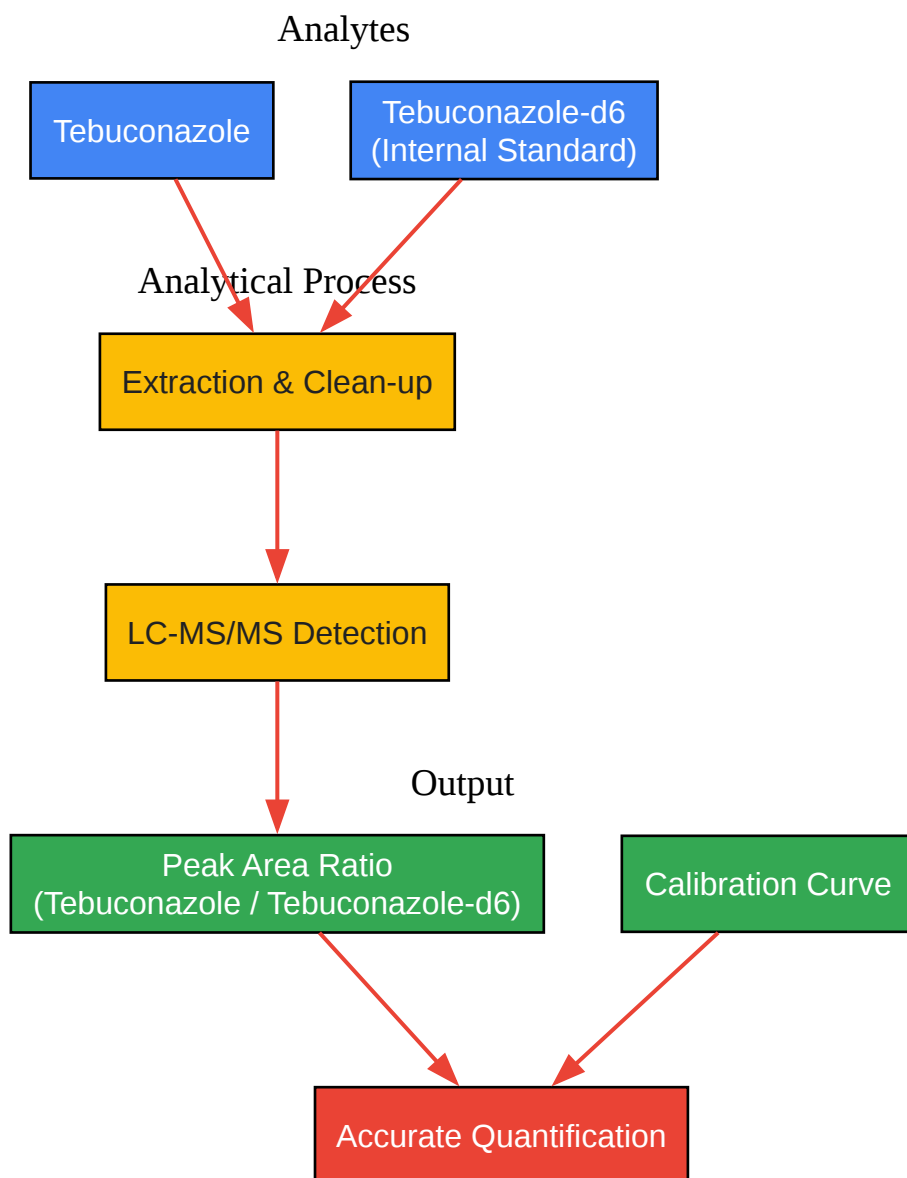 Analytes
Tebuconazole
Tebuconazole-d6
(Internal Standard)
Analytical Process
Extraction & Clean-up
LC-MS/MS Detection
Output
Peak Area Ratio
(Tebuconazole / Tebuconazole-d6)
Calibration Curve
Accurate Quantification